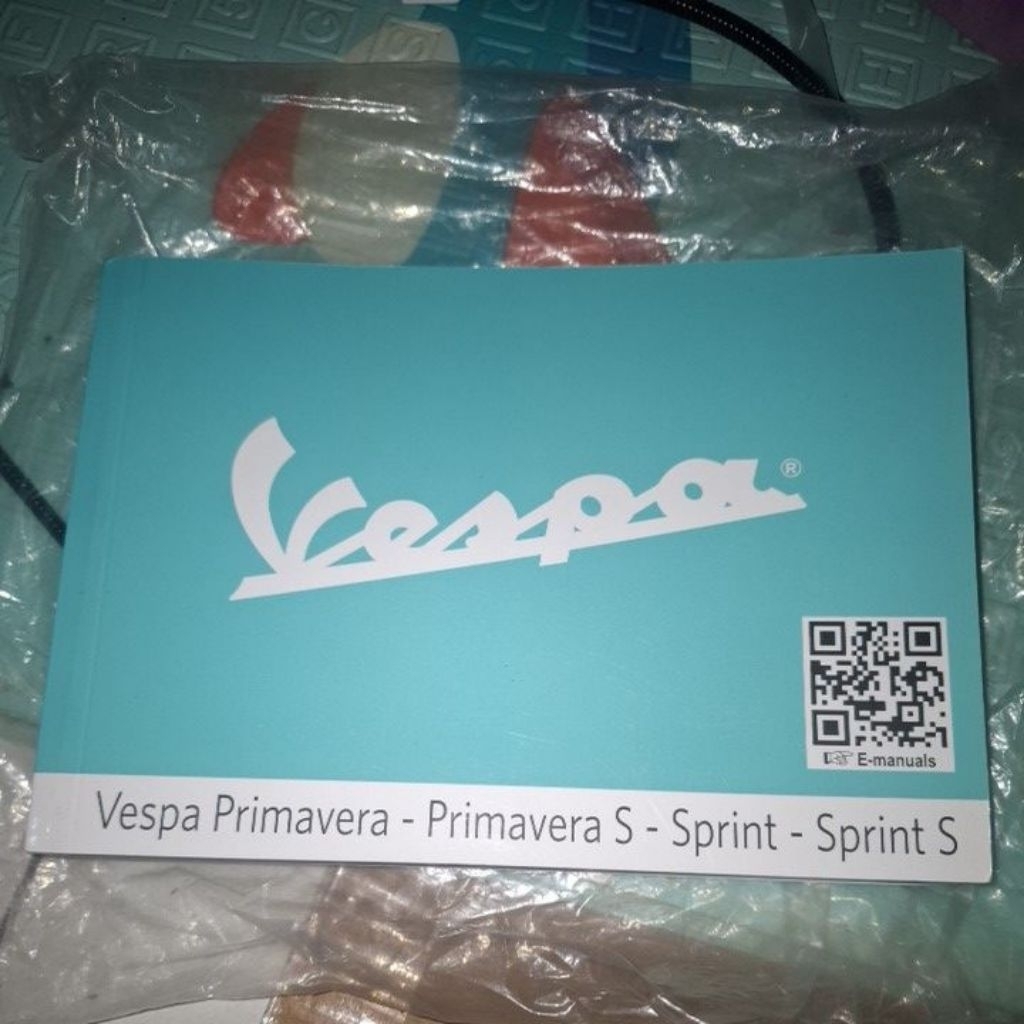 Vespa®
E-manuals
Vespa Primavera - Primavera S - Sprint - Sprint S